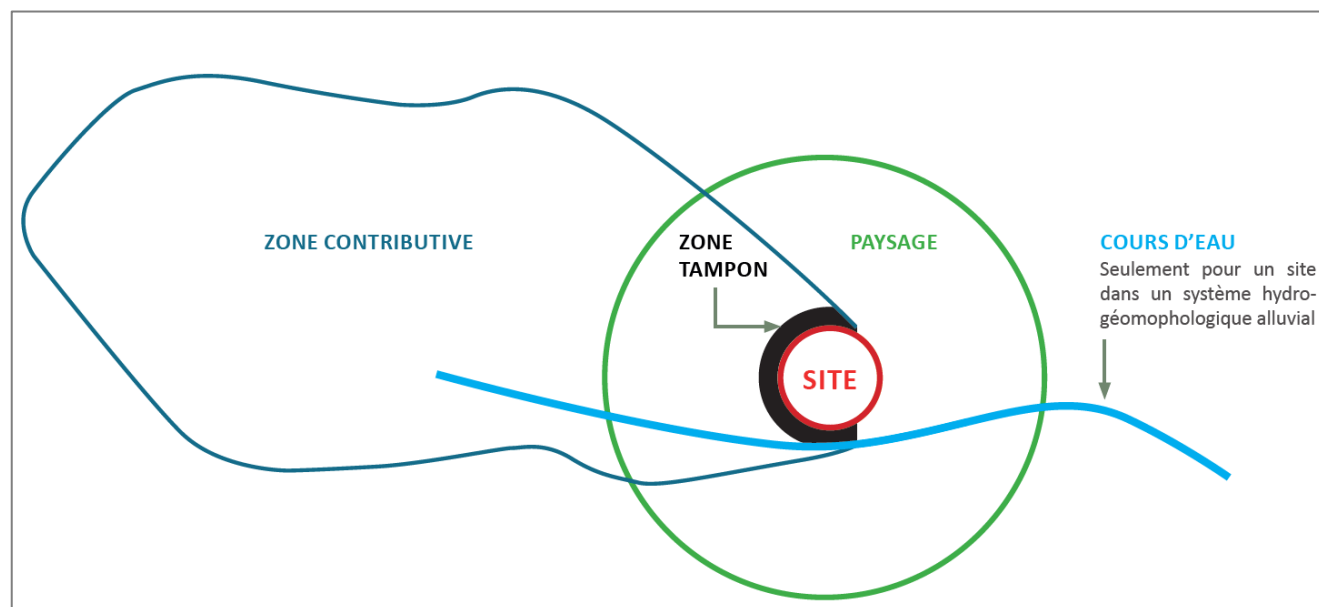 ZONE CONTRIBUTIVE
ZONE
TAMPON
PAYSAGE
COURS D’EAU
Seulement pour un site
dans un système hydro-
géomophologique alluvial
SITE